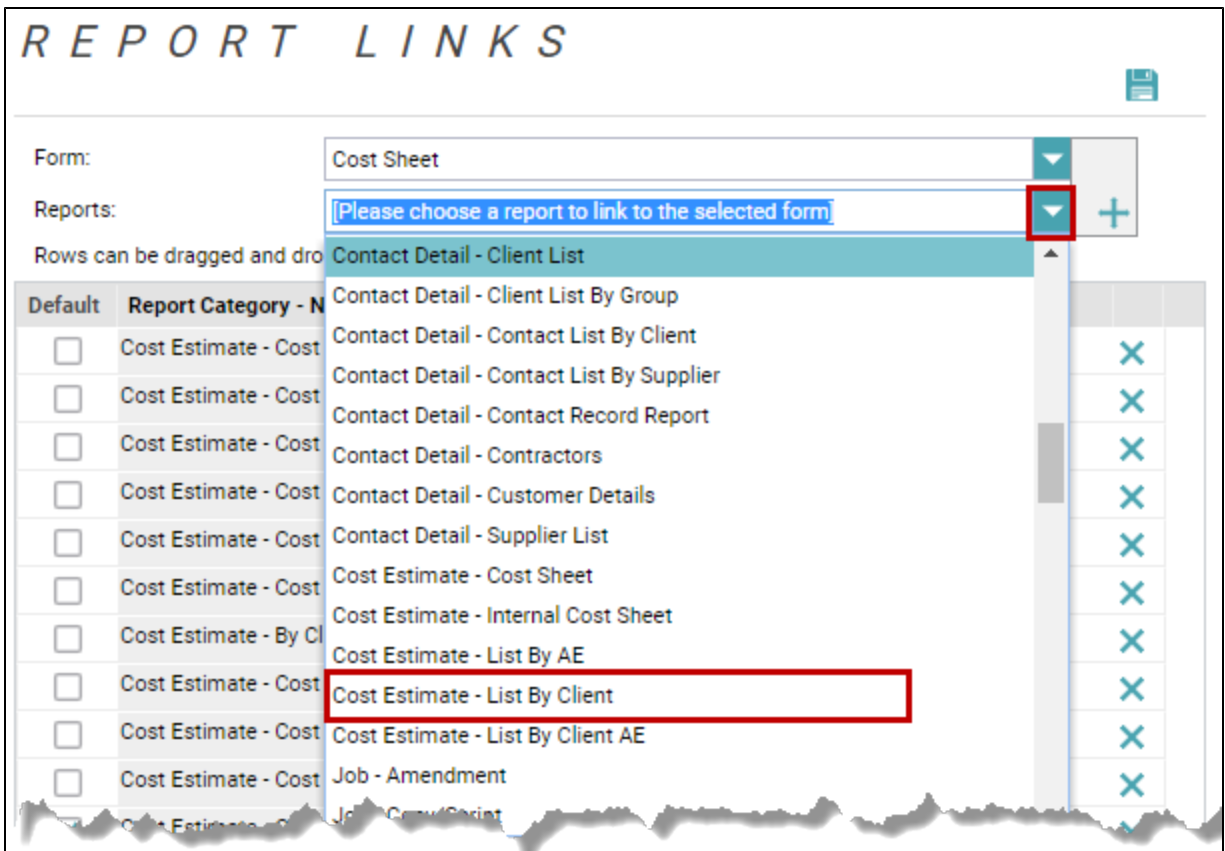 REPORT LINKS
Form: Cost Sheet
Reports: [Please choose a report to link to the selected form]
Rows can be dragged and dro Contact Detail - Client List
Default Report Category - N Contact Detail - Client List By Group
Cost Estimate - Cost Contact Detail - Contact List By Client
Contact Detail - Contact List By Supplier
Cost Estimate - Cost Contact Detail - Contact Record Report
Cost Estimate - Cost Contact Detail - Contractors
Cost Estimate - Cost Contact Detail - Customer Details
Cost Estimate - Cost Contact Detail - Supplier List
Cost Estimate - Cost Cost Estimate - Cost Sheet
Cost Estimate - Internal Cost Sheet
Cost Estimate - By Cl Cost Estimate - List By AE
Cost Estimate - Cost Cost Estimate - List By Client
Cost Estimate - Cost Cost Estimate - List By Client AE
Cost Estimate - Cost Job - Amendment